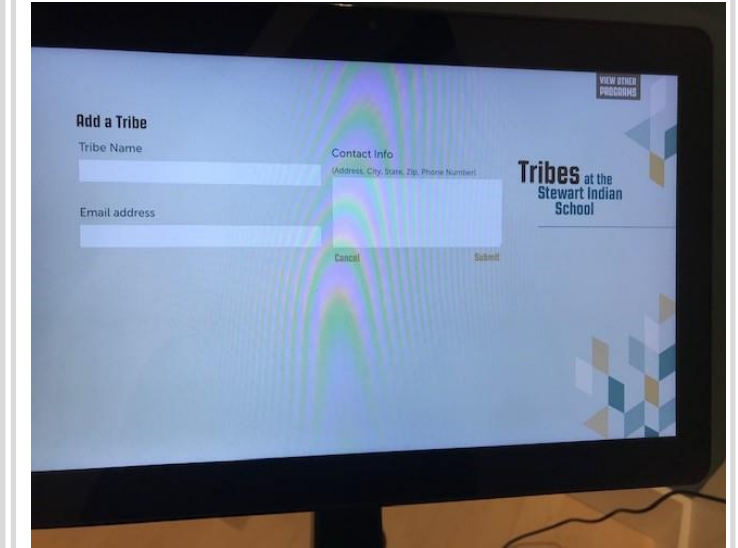 VIEW OTHER
PROGRAMS
Add a Tribe
Tribe Name
Contact Info
(Address, City, State, Zip, Phone Number)
Email address
Cancel
Submit
Tribes at the
Stewart Indian
School